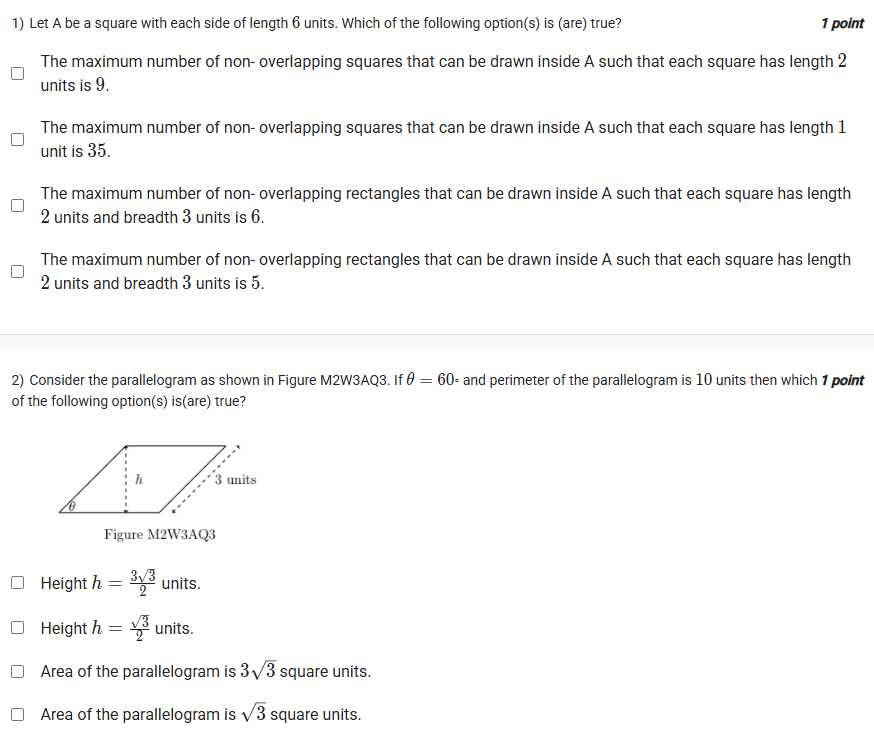 1) Let A be a square with each side of length 6 units. Which of the following option(s) is (are) true? 1 point
The maximum number of non- overlapping squares that can be drawn inside A such that each square has length 2
units is 9.
The maximum number of non- overlapping squares that can be drawn inside A such that each square has length 1
unit is 35.
The maximum number of non- overlapping rectangles that can be drawn inside A such that each square has length
2 units and breadth 3 units is 6.
The maximum number of non- overlapping rectangles that can be drawn inside A such that each square has length
2 units and breadth 3 units is 5.
2) Consider the parallelogram as shown in Figure M2W3AQ3. If θ = 60∘ and perimeter of the parallelogram is 10 units then which 1 point
of the following option(s) is(are) true?
h
3 units
θ
Figure M2W3AQ3
Height h = 3√3/2 units.
Height h = √3/2 units.
Area of the parallelogram is 3√3 square units.
Area of the parallelogram is √3 square units.